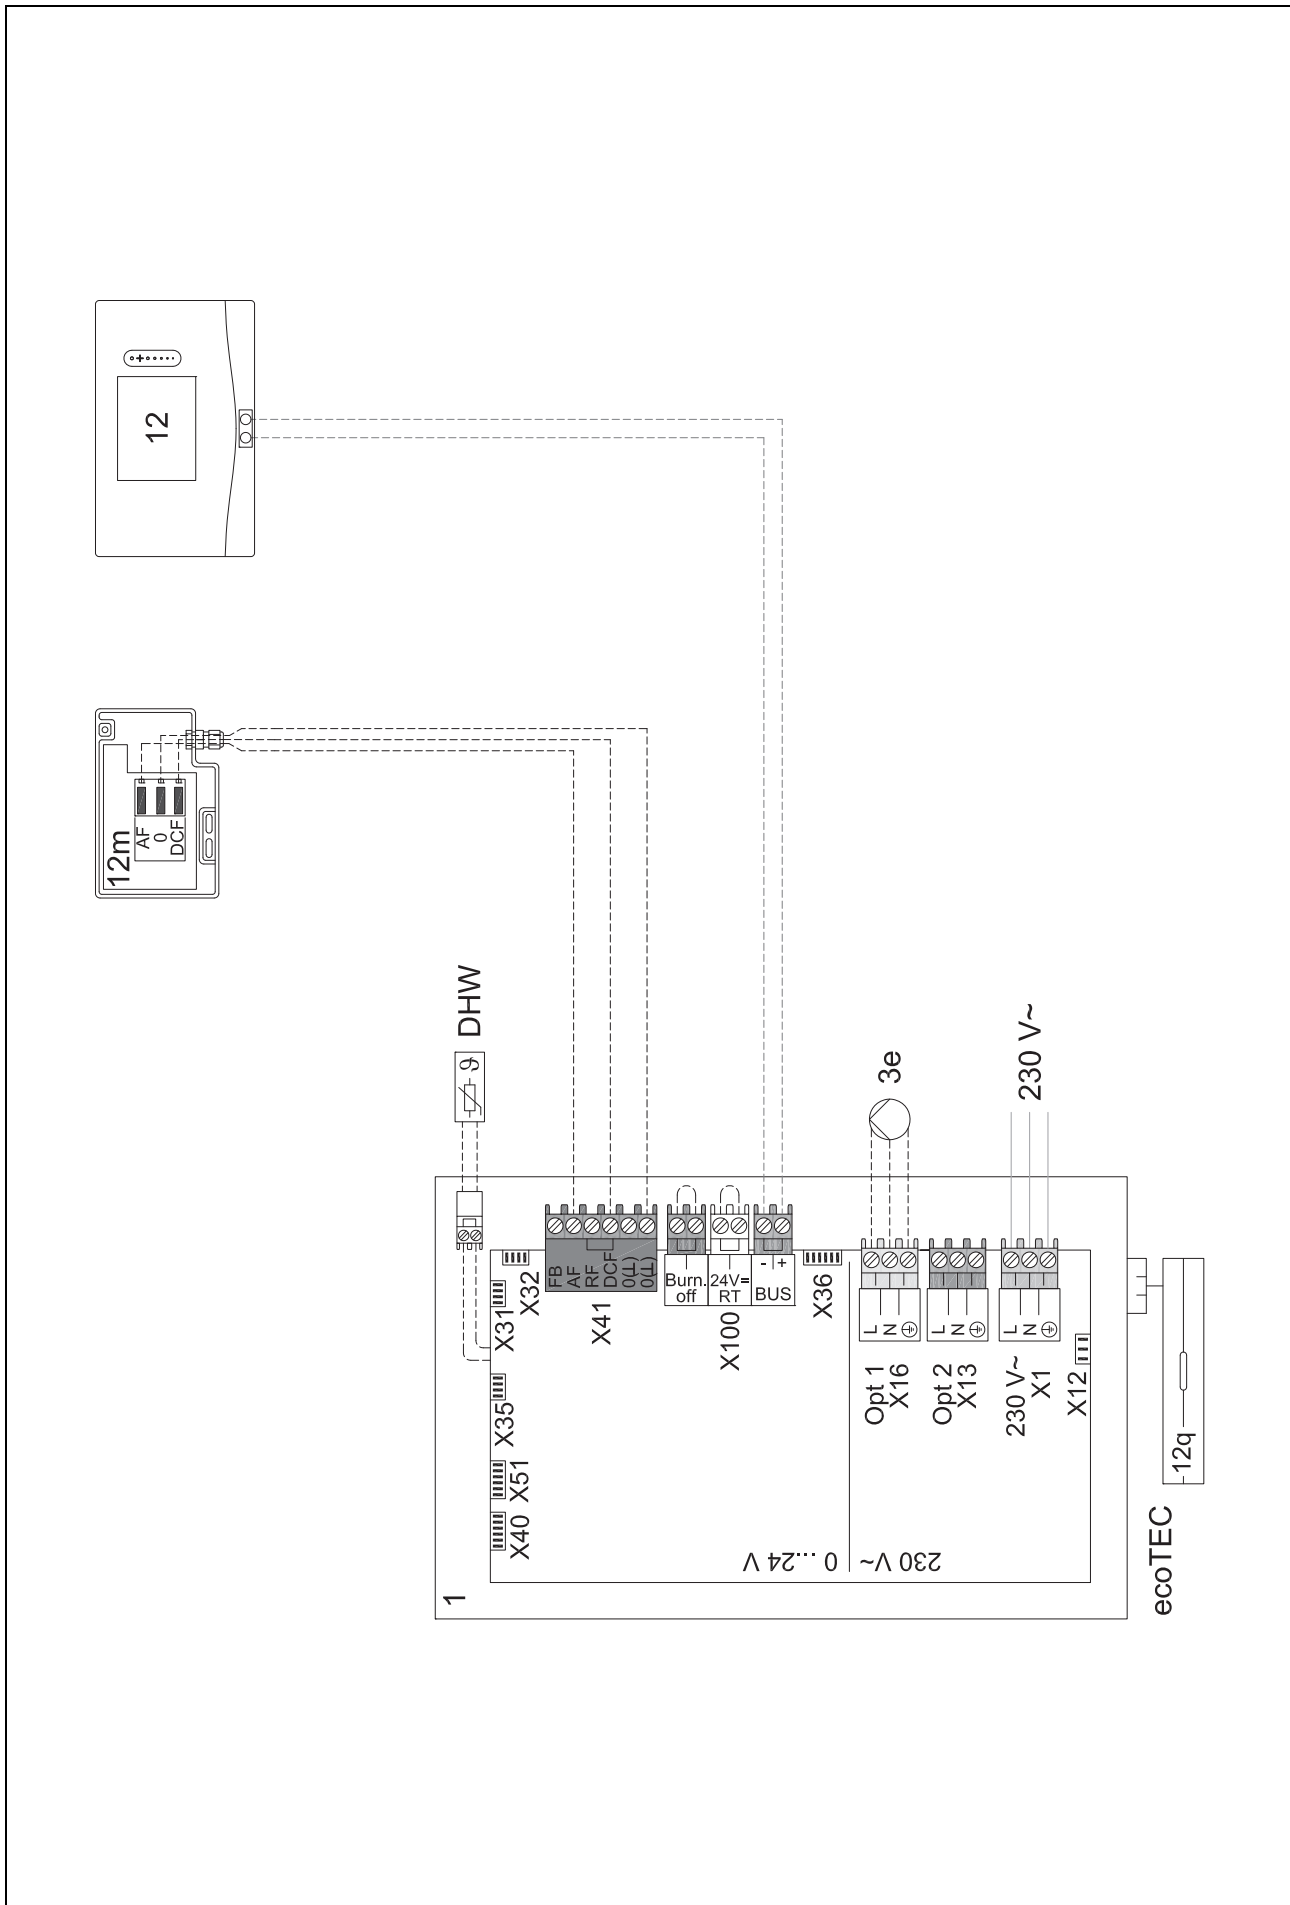 12
12m
AF
0
DCF
DHW
ϑ
1
X40
X51
X35
X31
X32
FB
AF
RF
DCF
0(⊥)
0(⊥)
X41
Burn.
off
24V=
RT
X100
- +
BUS
X36
0...24 V
230 V~
L
N
Opt 1
X16
3e
L
N
Opt 2
X13
L
N
230 V~
X1
230 V~
X12
12q
ecoTEC